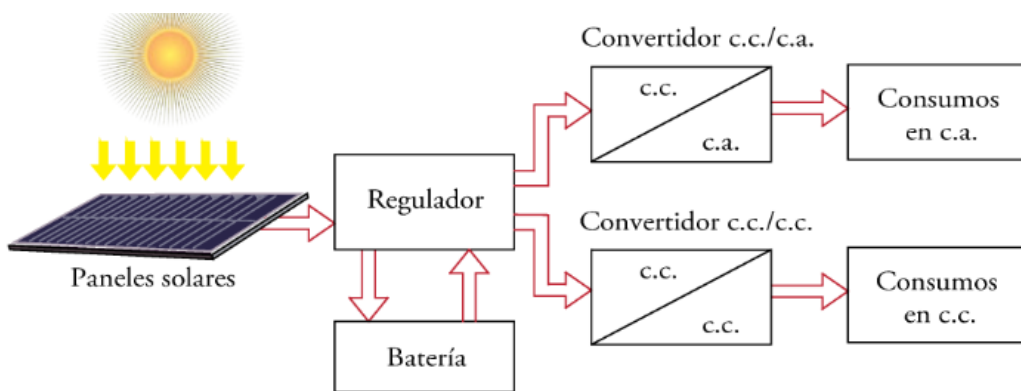 Convertidor c.c./c.a.
c.c.
c.a.
Consumos
en c.a.
Regulador
Paneles solares
Convertidor c.c./c.c.
c.c.
c.c.
Consumos
en c.c.
Batería